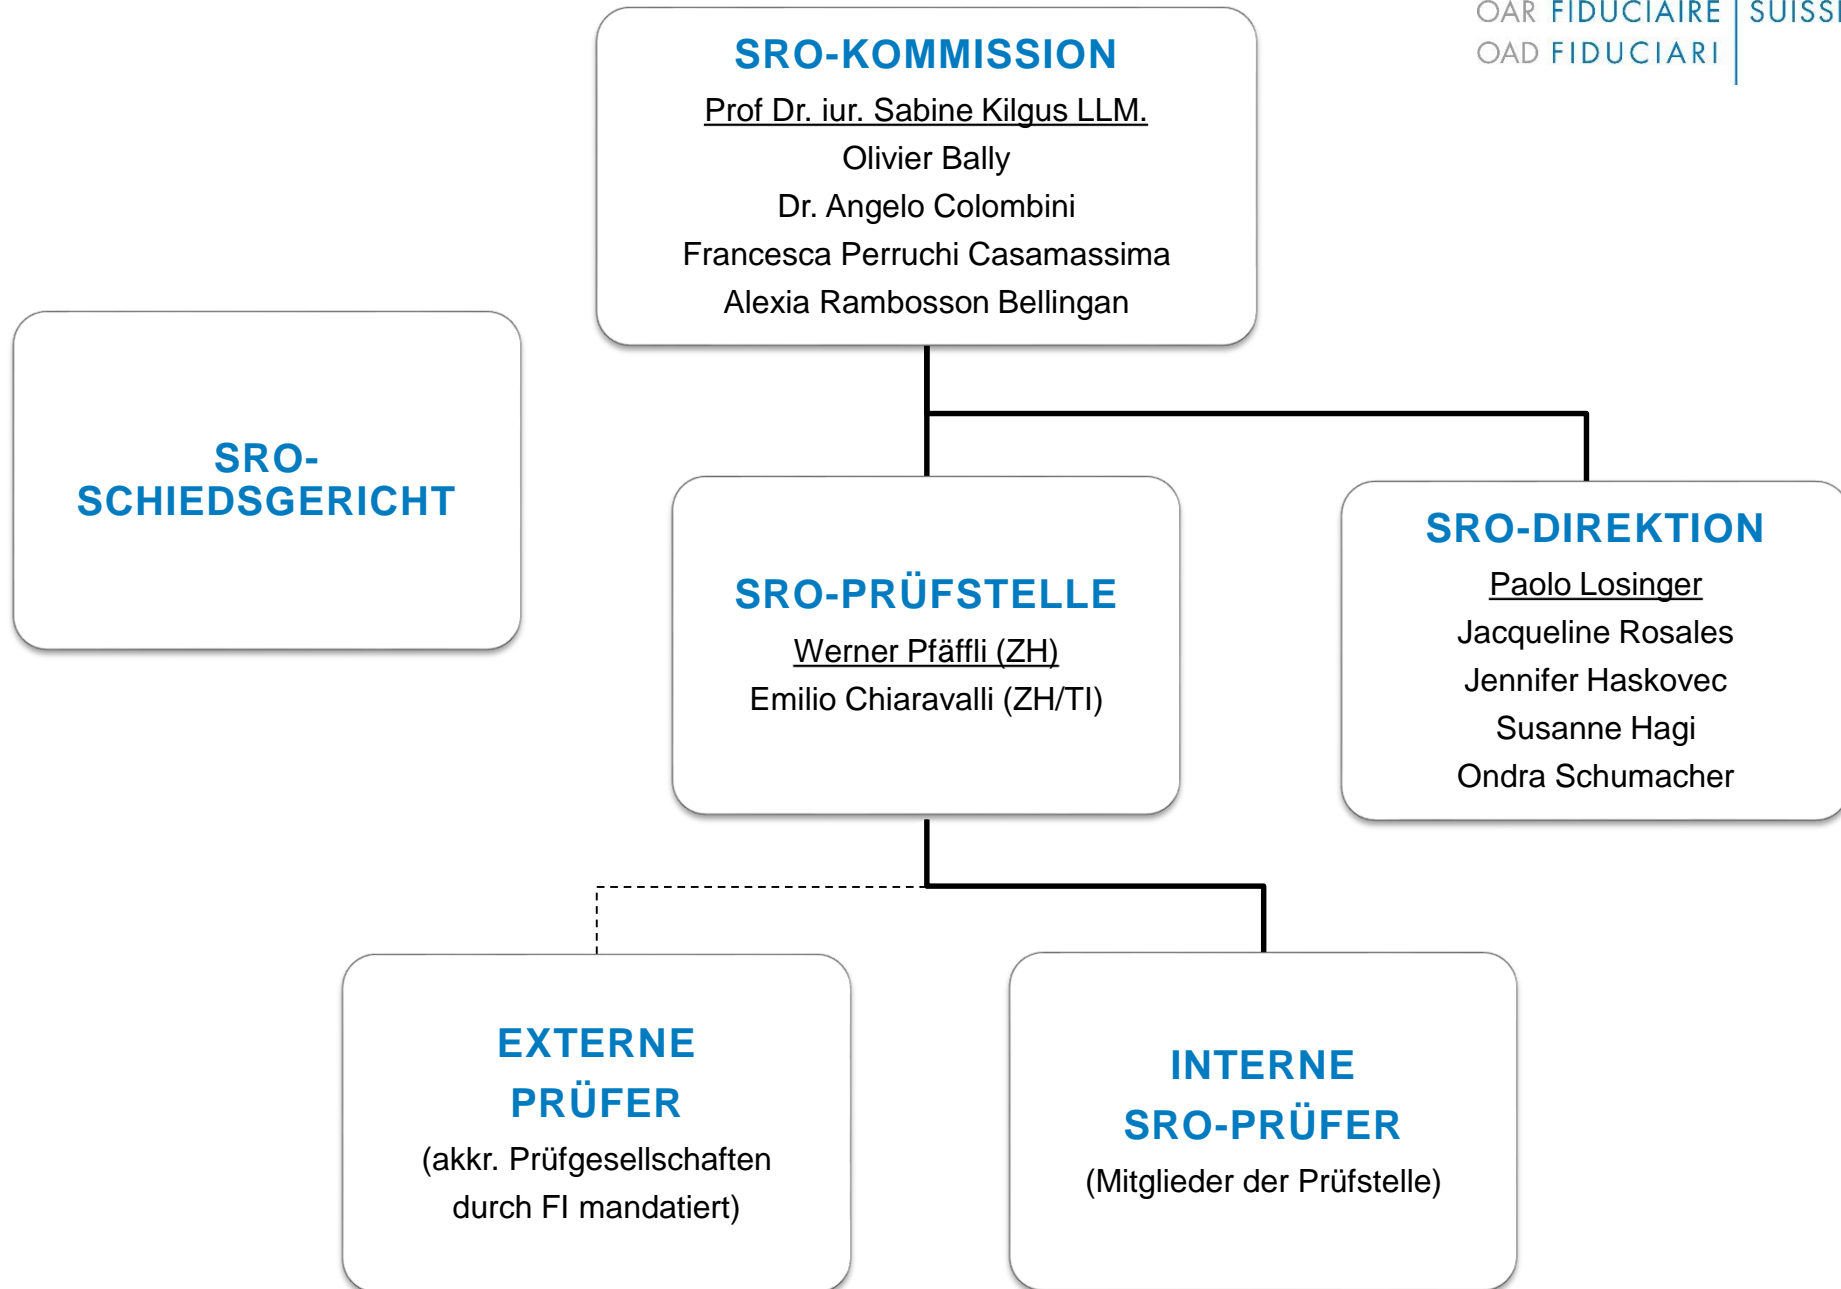 OAR FIDUCIAIRE SUISSE
OAD FIDUCIARI
SRO-KOMMISSION
Prof Dr. iur. Sabine Kilgus LLM.
Olivier Bally
Dr. Angelo Colombini
Francesca Perruchi Casamassima
Alexia Rambosson Bellingan
SRO-
SCHIEDSGERICHT
SRO-PRÜFSTELLE
Werner Pfäffli (ZH)
Emilio Chiaravalli (ZH/TI)
SRO-DIREKTION
Paolo Losinger
Jacqueline Rosales
Jennifer Haskovec
Susanne Hagi
Ondra Schumacher
EXTERNE
PRÜFER
(akkr. Prüfgesellschaften
durch FI mandatiert)
INTERNE
SRO-PRÜFER
(Mitglieder der Prüfstelle)